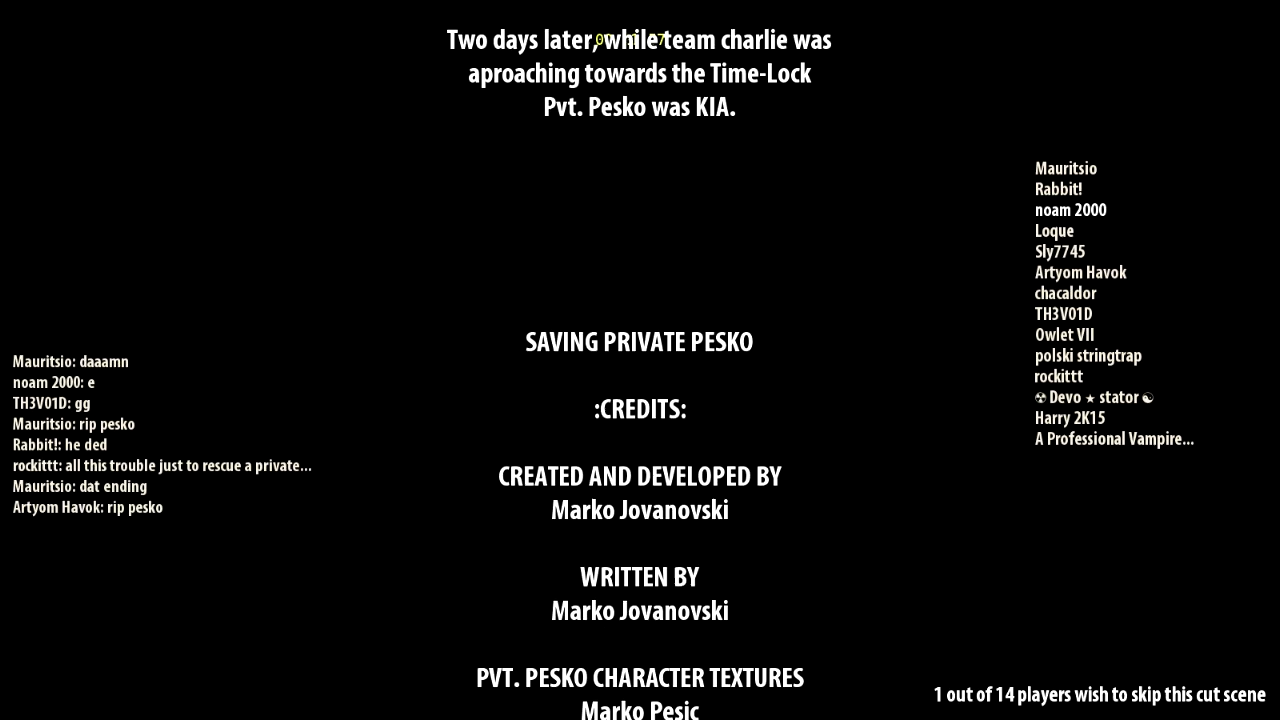 Two days later, while team charlie was
aproaching towards the Time-Lock
Pvt. Pesko was KIA.
Mauritsio
Rabbit!
noam 2000
Loque
Sly7745
Artyom Havok
chacaldor
TH3V01D
Owlet VII
polski stringtrap
rockittt
☢ Devo ★ stator ☯
Harry 2K15
A Professional Vampire...
SAVING PRIVATE PESKO
:CREDITS:
CREATED AND DEVELOPED BY
Marko Jovanovski
WRITTEN BY
Marko Jovanovski
PVT. PESKO CHARACTER TEXTURES
Marko Pesic
Mauritsio: daaamn
noam 2000: e
TH3V01D: gg
Mauritsio: rip pesko
Rabbit!: he ded
rockittt: all this trouble just to rescue a private...
Mauritsio: dat ending
Artyom Havok: rip pesko
1 out of 14 players wish to skip this cut scene